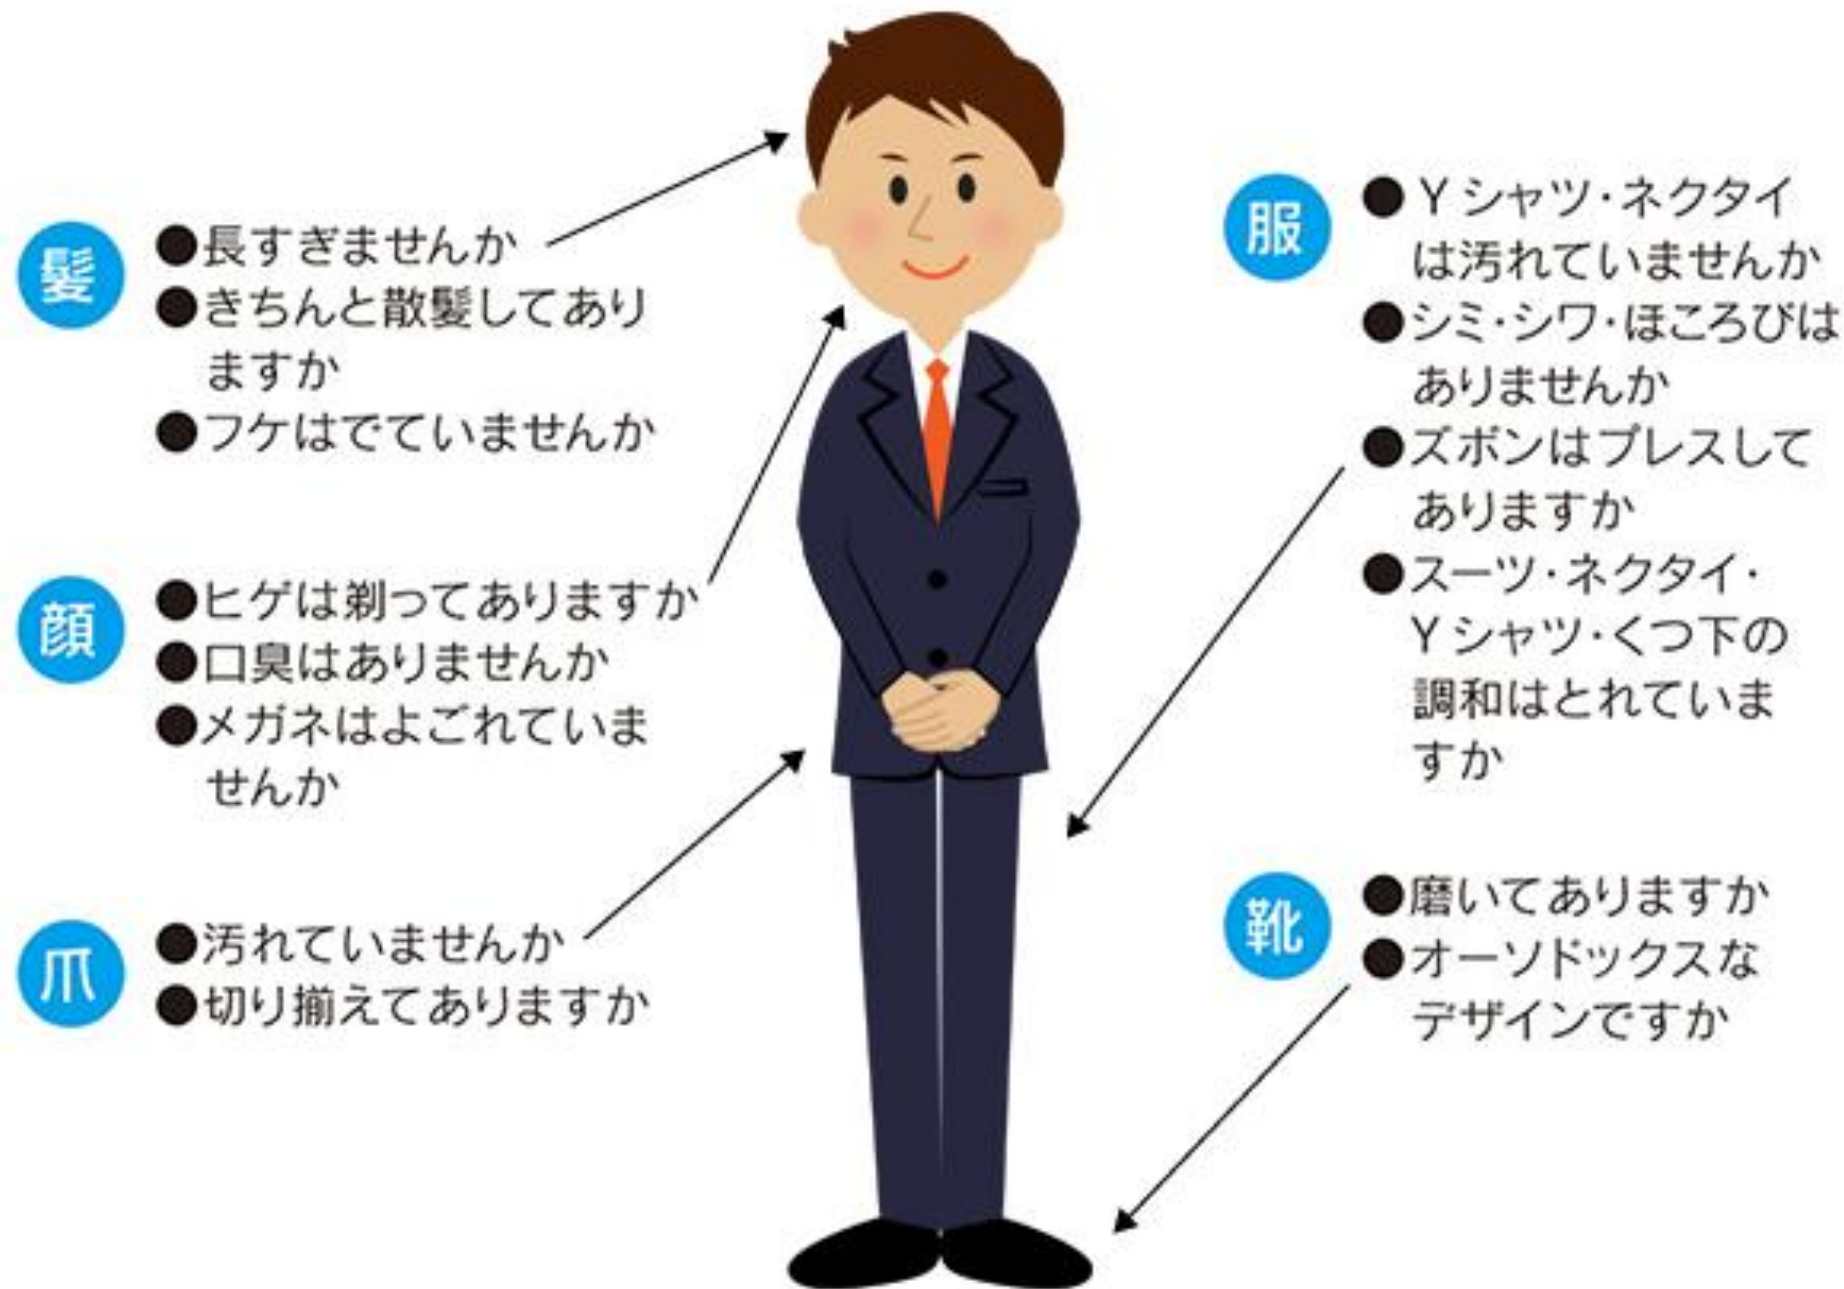 髪
●長すぎませんか
●きちんと散髪してあり
ますか
●フケはでていませんか
顔
●ヒゲは剃ってありますか
●口臭はありませんか
●メガネはよごれていま
せんか
爪
●汚れていませんか
●切り揃えてありますか
服
●Yシャツ・ネクタイ
は汚れていませんか
●シミ・シワ・ほころびは
ありませんか
●ズボンはプレスして
ありますか
●スーツ・ネクタイ・
Yシャツ・くつ下の
調和はとれていま
すか
靴
●磨いてありますか
●オーソドックスな
デザインですか